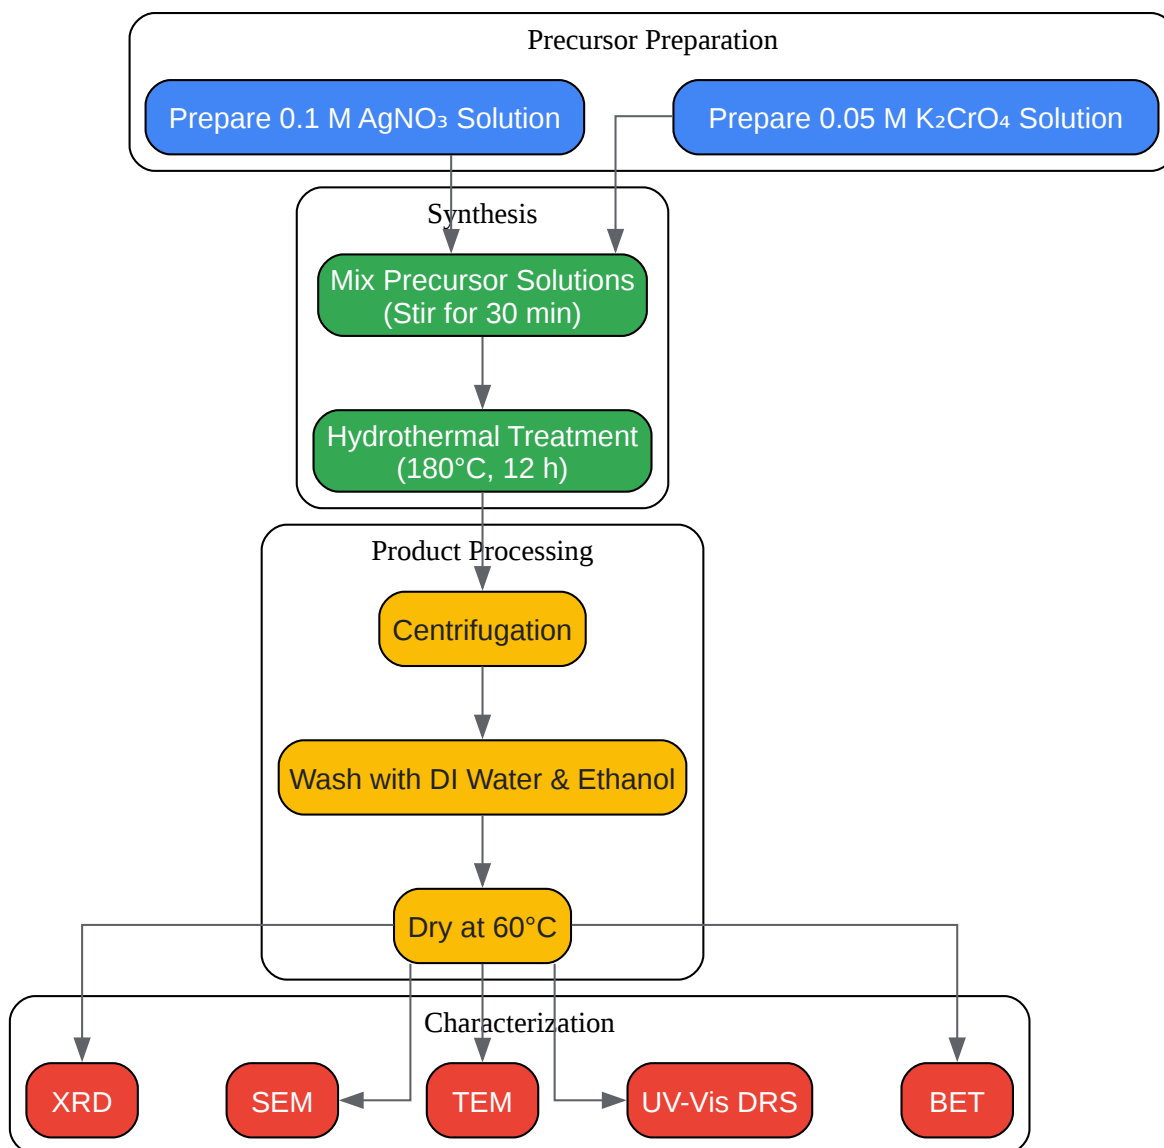 Precursor Preparation
Prepare 0.1 M AgNO₃ Solution
Prepare 0.05 M K₂CrO₄ Solution
Synthesis
Mix Precursor Solutions
(Stir for 30 min)
Hydrothermal Treatment
(180°C, 12 h)
Product Processing
Centrifugation
Wash with DI Water & Ethanol
Dry at 60°C
Characterization
XRD
SEM
TEM
UV-Vis DRS
BET